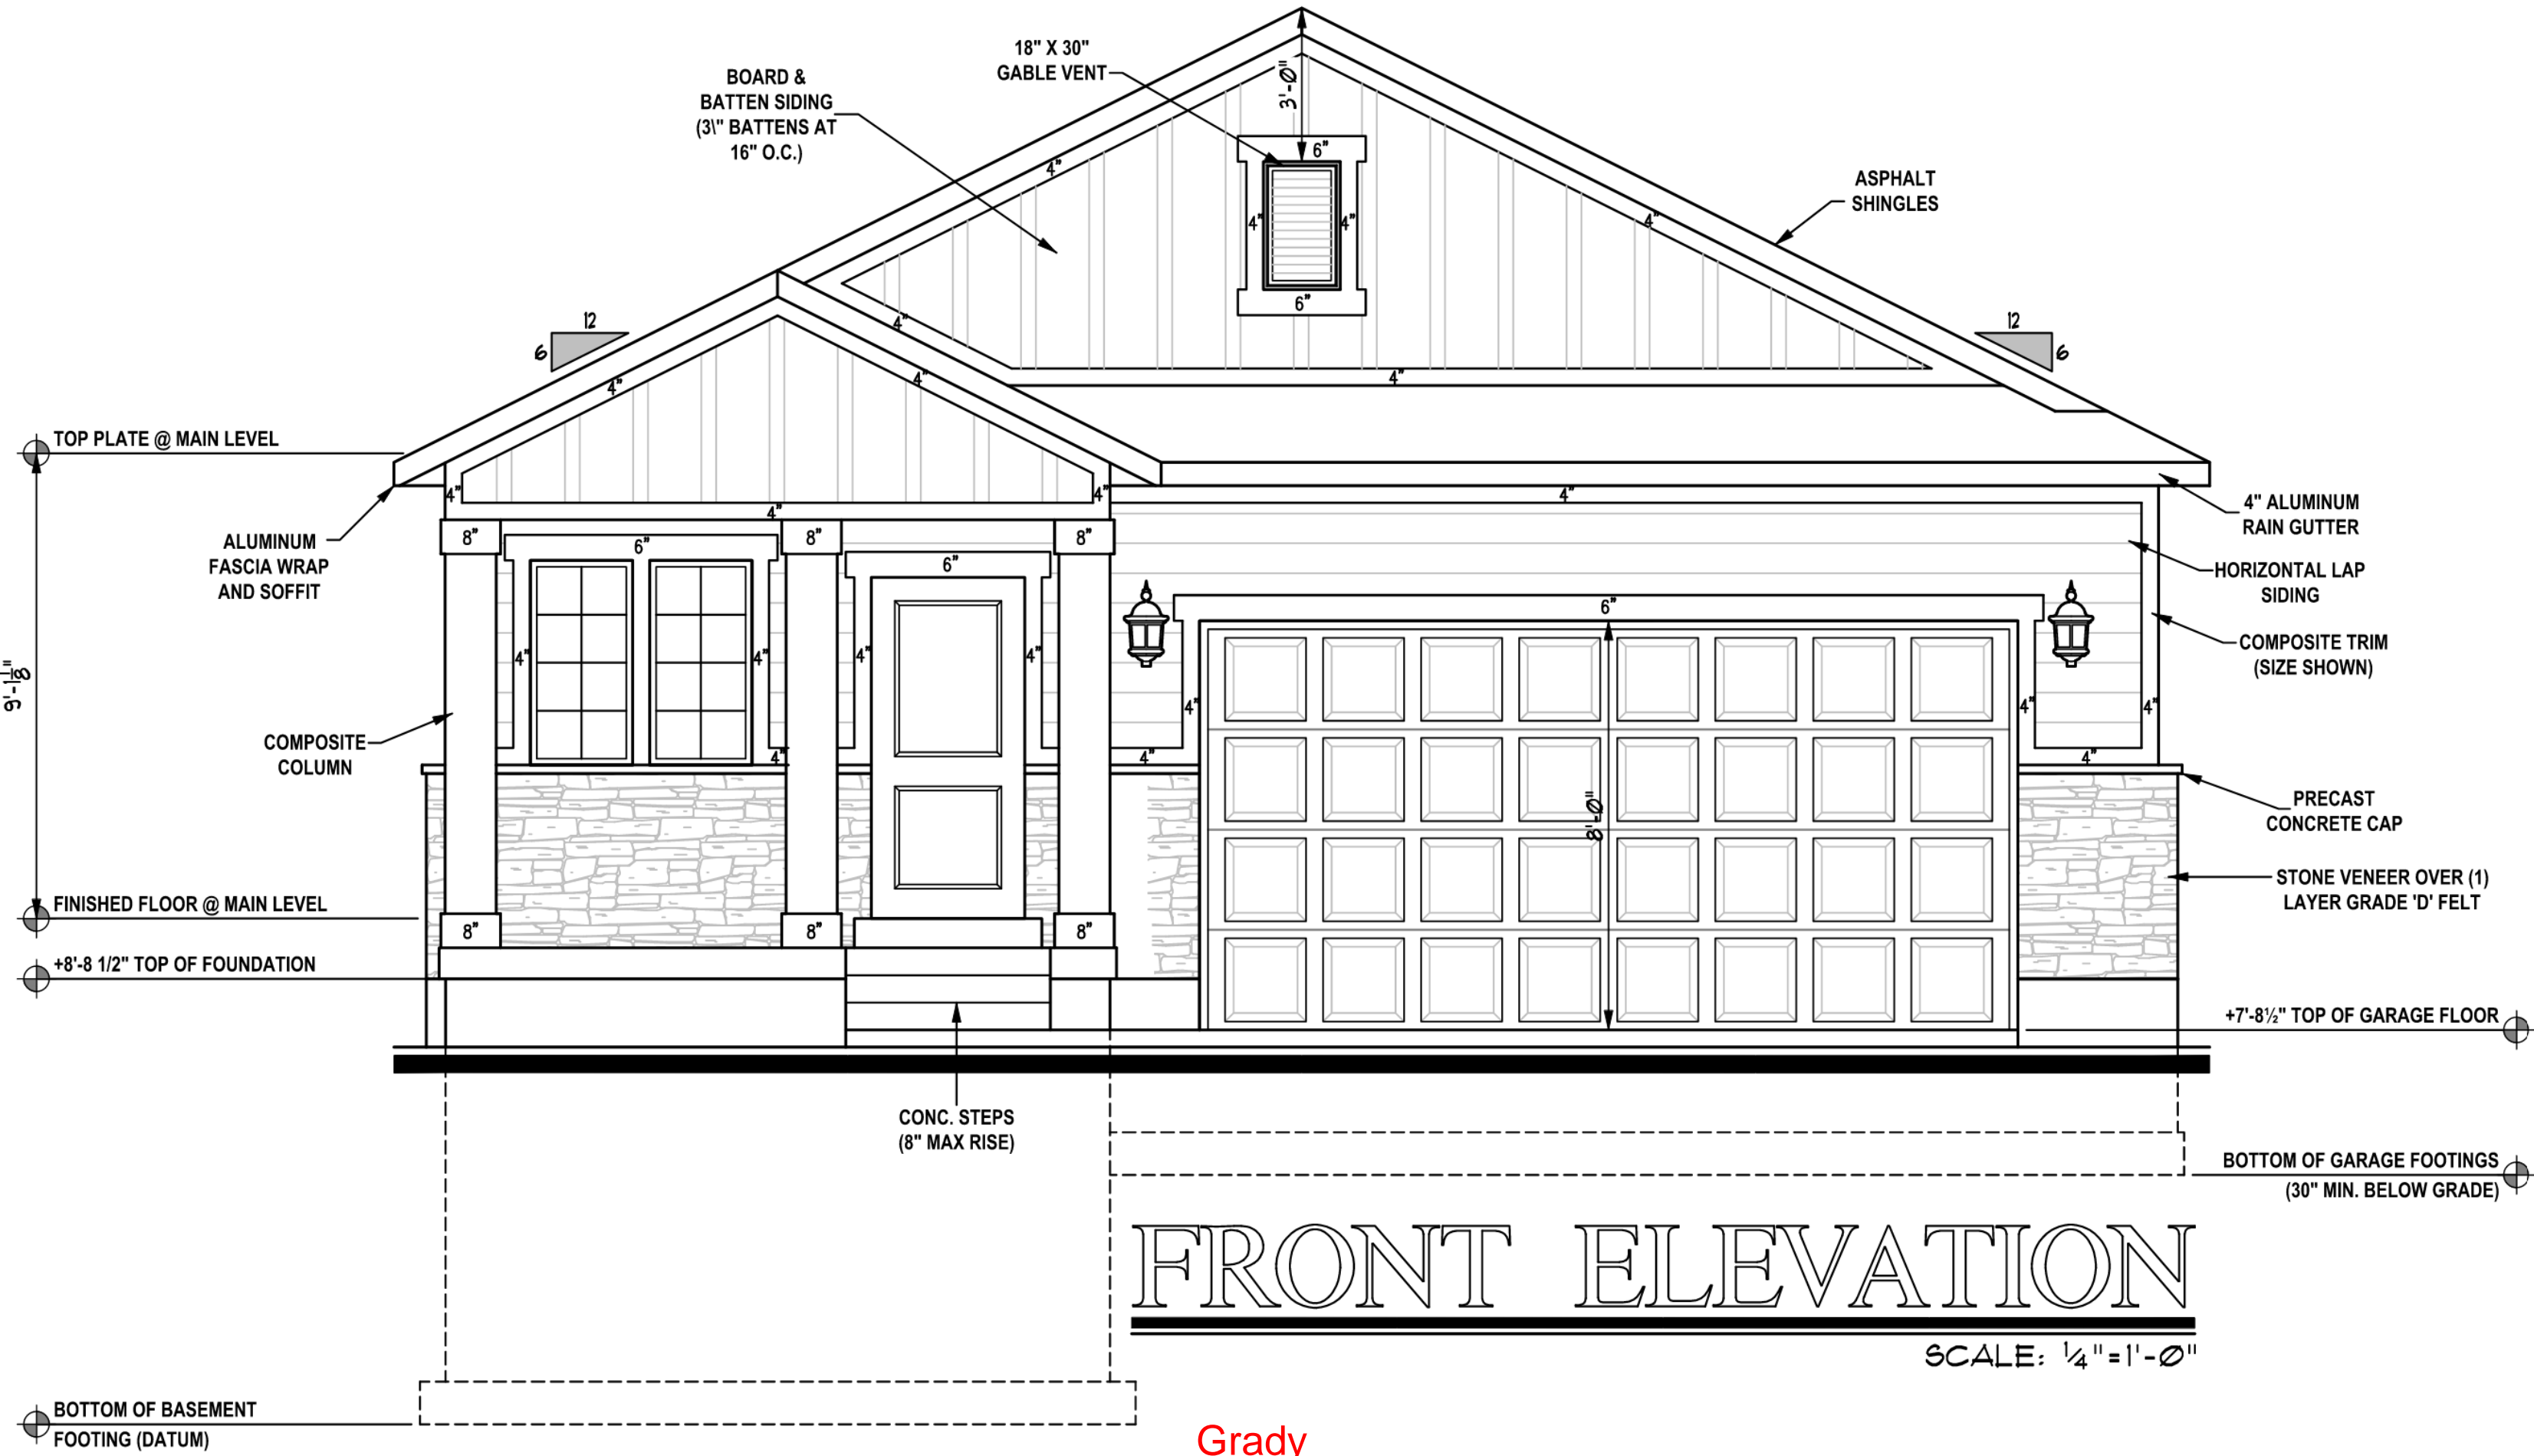 18" X 30"
GABLE VENT
BOARD &
BATTEN SIDING
(3\" BATTENS AT
16" O.C.)
3'-0"
6"
4"
4"
4"
4"
6"
ASPHALT
SHINGLES
12
6
12
6
4"
4"
4"
4"
TOP PLATE @ MAIN LEVEL
4"
4"
4"
4"
4" ALUMINUM
RAIN GUTTER
ALUMINUM
FASCIA WRAP
AND SOFFIT
8"
6"
8"
8"
6"
HORIZONTAL LAP
SIDING
6"
COMPOSITE TRIM
(SIZE SHOWN)
9'-1 1/8"
4"
4"
4"
4"
4"
4"
4"
COMPOSITE
COLUMN
4"
4"
4"
PRECAST
CONCRETE CAP
8'-0"
STONE VENEER OVER (1)
LAYER GRADE 'D' FELT
FINISHED FLOOR @ MAIN LEVEL
8"
8"
8"
+8'-8 1/2" TOP OF FOUNDATION
+7'-8½" TOP OF GARAGE FLOOR
CONC. STEPS
(8" MAX RISE)
BOTTOM OF GARAGE FOOTINGS
(30" MIN. BELOW GRADE)
FRONT ELEVATION
SCALE: ¼"=1'-0"
BOTTOM OF BASEMENT
FOOTING (DATUM)
Grady